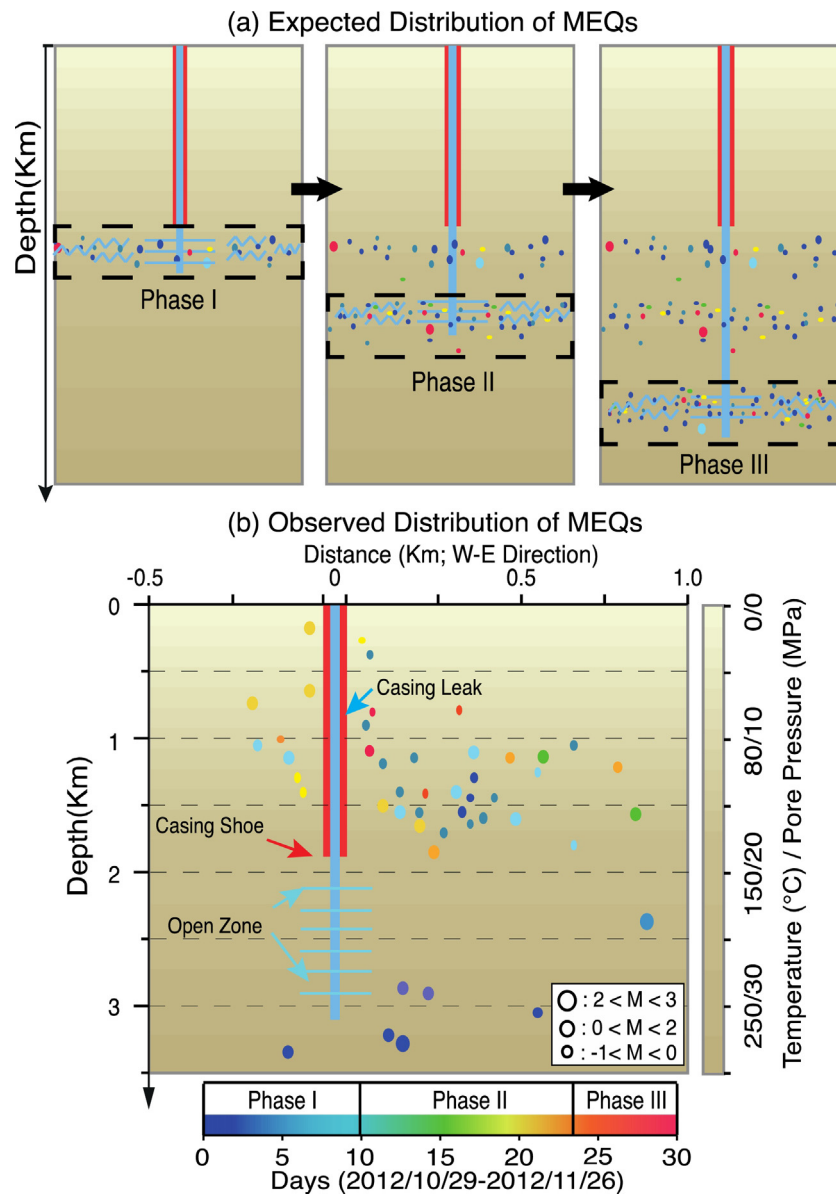 (a) Expected Distribution of MEQs
Depth(Km)
Phase I
Phase II
Phase III
(b) Observed Distribution of MEQs
Distance (Km; W-E Direction)
-0.5 0 0.5 1.0
0
1
2
3
Depth(Km)
Casing Leak
Casing Shoe
Open Zone
: 2 < M < 3
: 0 < M < 2
: -1< M < 0
0/0
80/10
150/20
250/30
Temperature (°C) / Pore Pressure (MPa)
Phase I Phase II Phase III
0 5 10 15 20 25 30
Days (2012/10/29-2012/11/26)